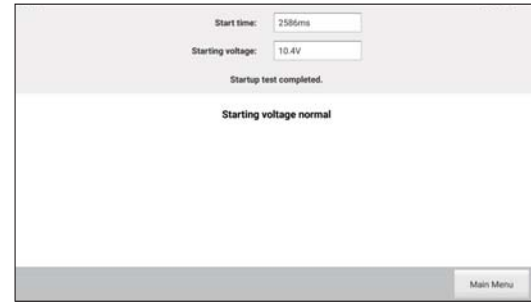 Start time: 2586ms
Starting voltage: 10.4V
Startup test completed.
Starting voltage normal
Main Menu